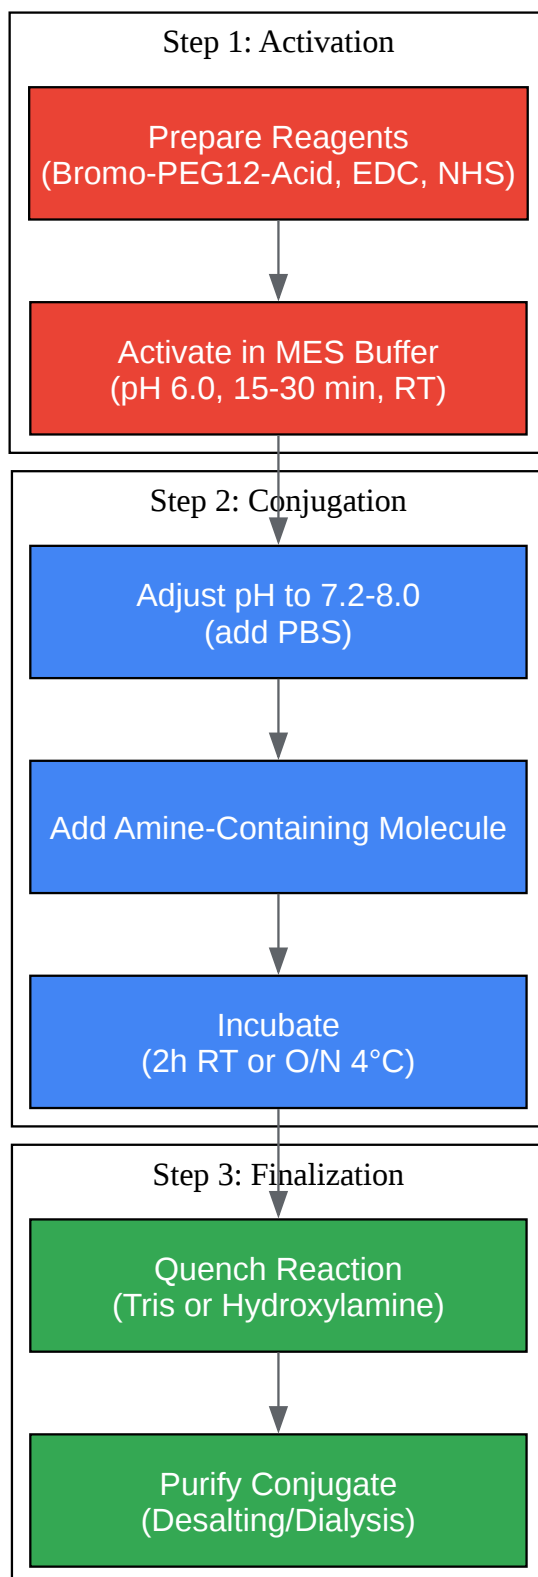 Step 1: Activation
Prepare Reagents
(Bromo-PEG12-Acid, EDC, NHS)
Activate in MES Buffer
(pH 6.0, 15-30 min, RT)
Step 2: Conjugation
Adjust pH to 7.2-8.0
(add PBS)
Add Amine-Containing Molecule
Incubate
(2h RT or O/N 4°C)
Step 3: Finalization
Quench Reaction
(Tris or Hydroxylamine)
Purify Conjugate
(Desalting/Dialysis)